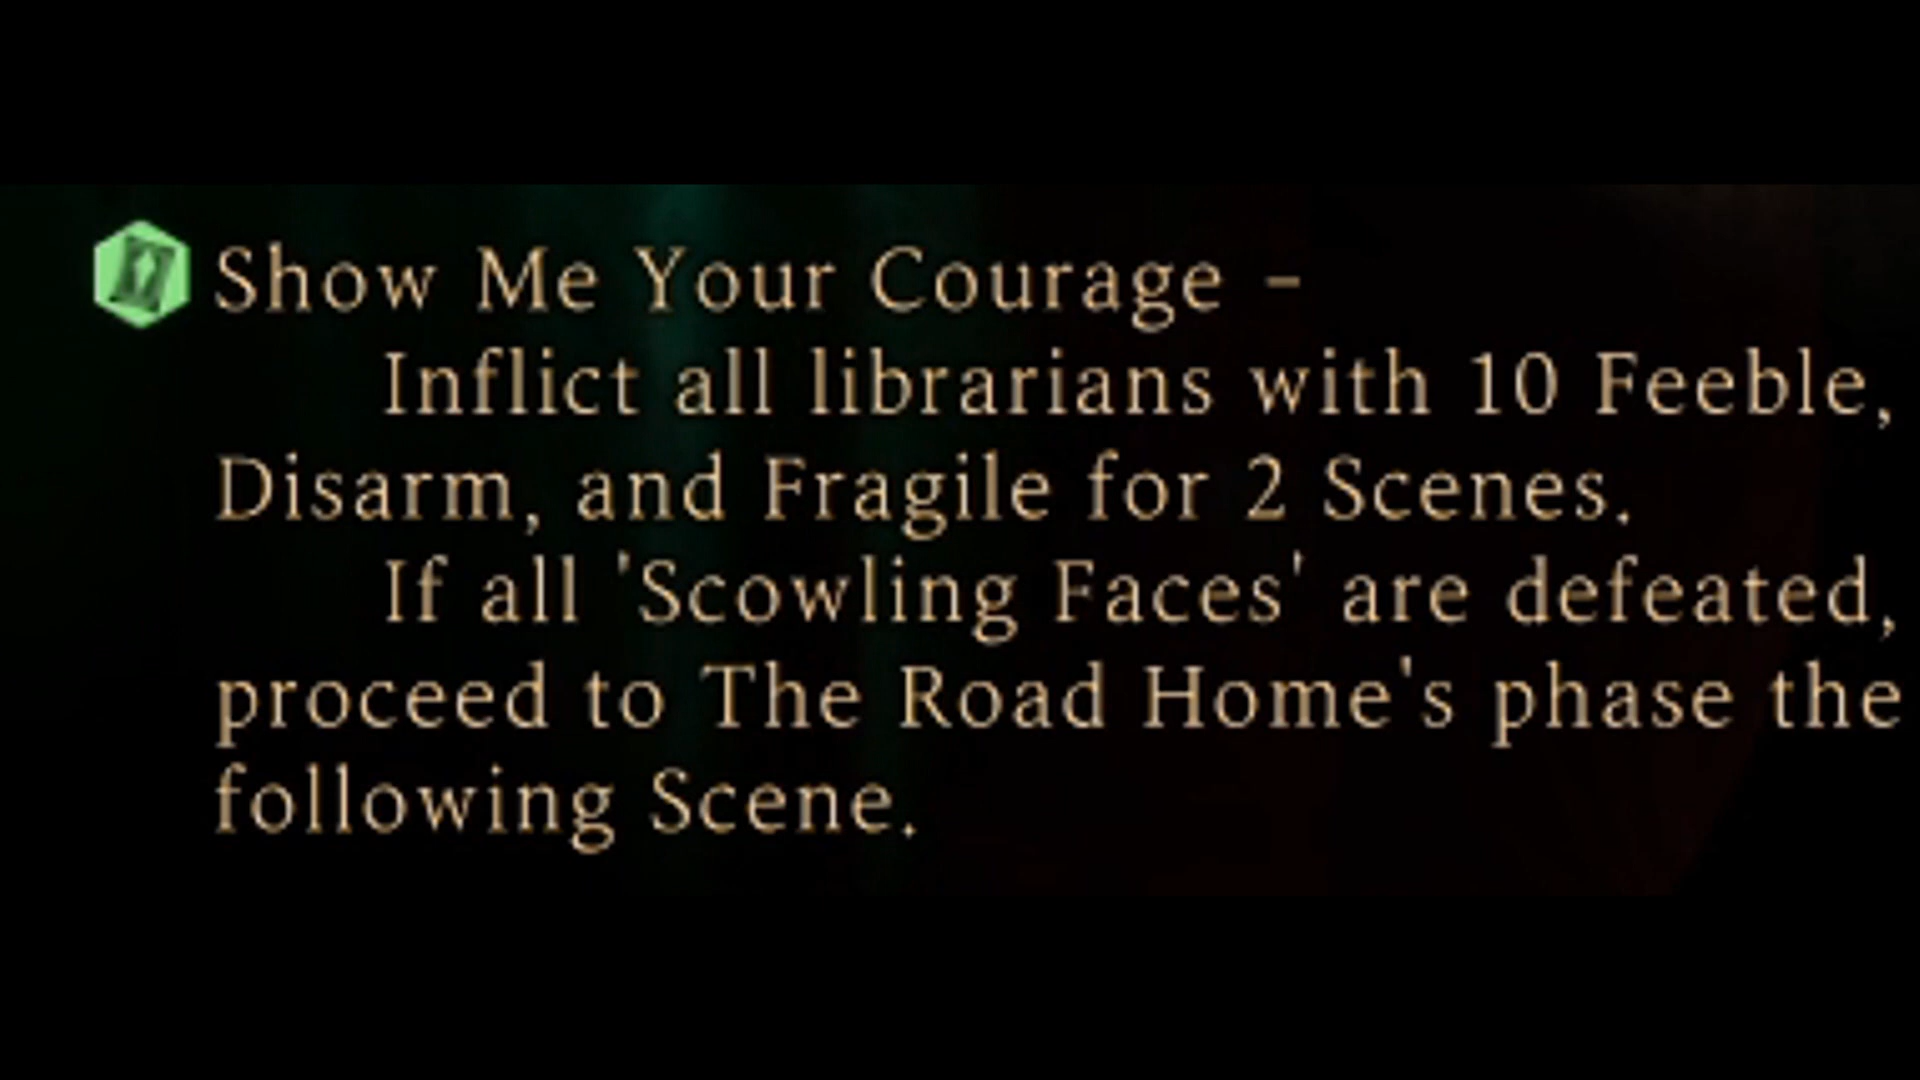 Show Me Your Courage –
Inflict all librarians with 10 Feeble,
Disarm, and Fragile for 2 Scenes.
If all 'Scowling Faces' are defeated,
proceed to The Road Home's phase the
following Scene.